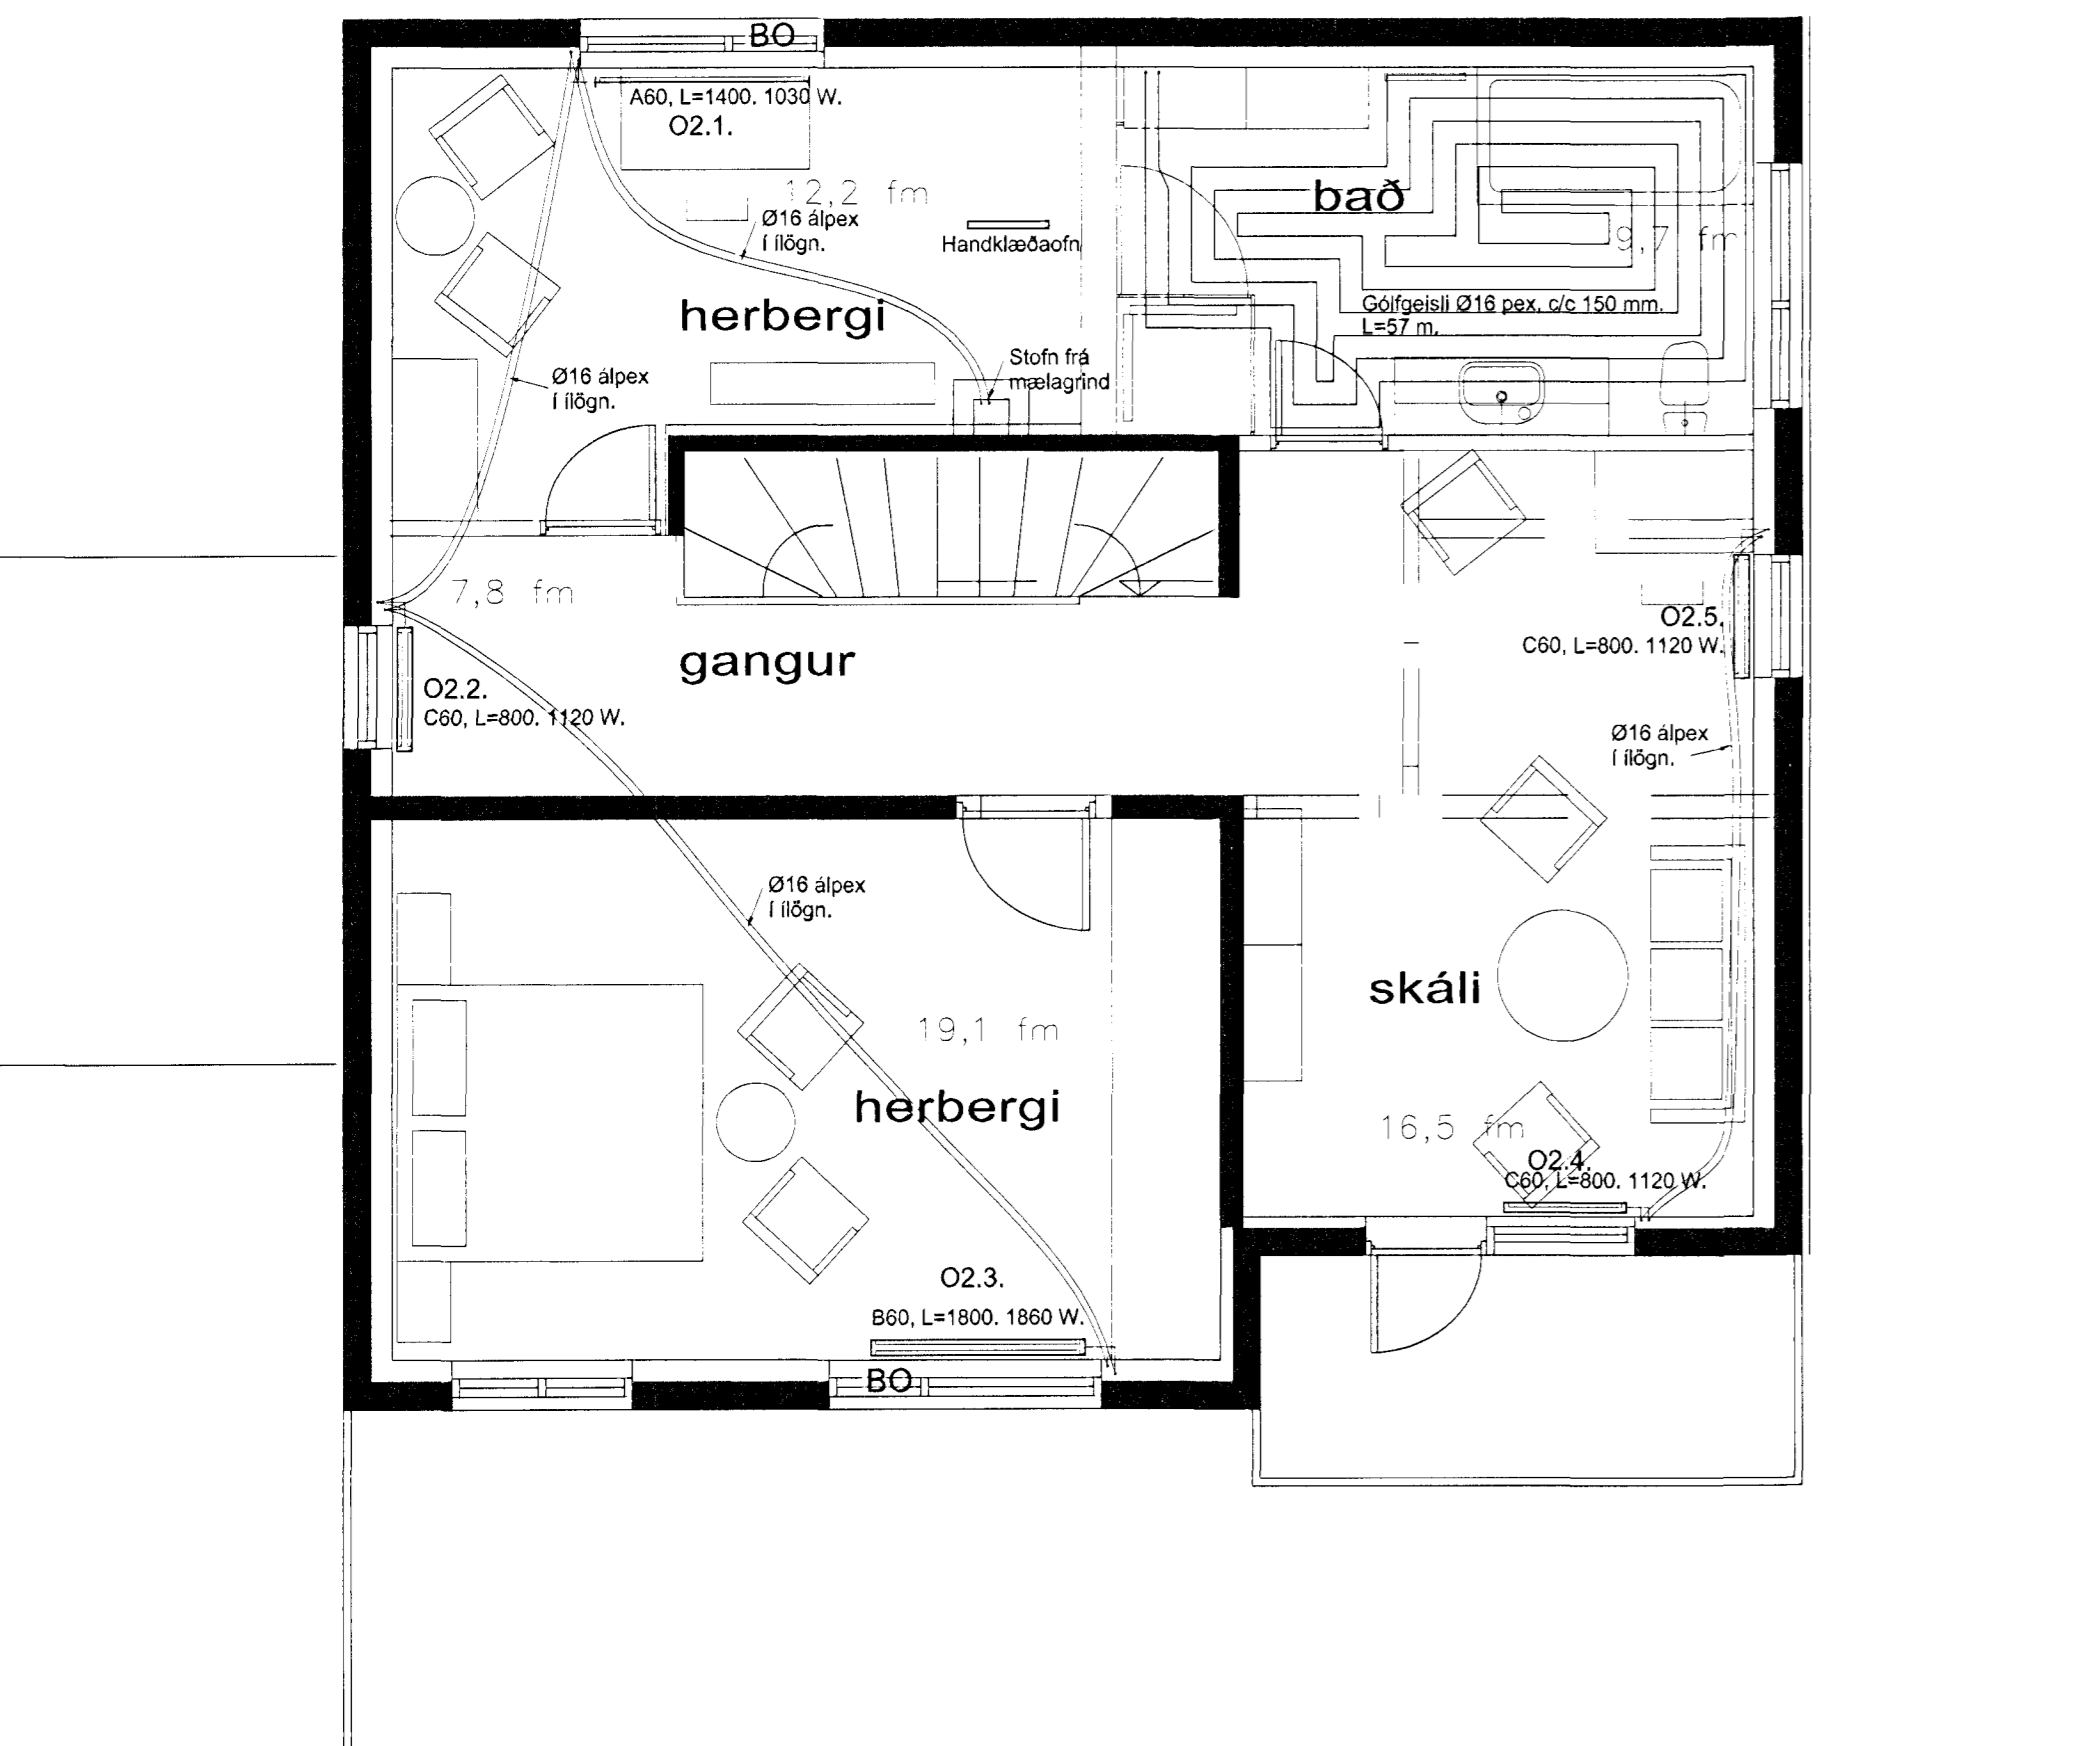 BO
A60, L=1400. 1030 W.
O2.1.
12,2 fm
Ø16 álpex
í ílögn.
Handklæðaofn
bað
9,7 fm
herbergi
Gólfgeisli Ø16 pex, c/c 150 mm.
L=57 m.
Stofn frá
mælagrind
Ø16 álpex
í ílögn.
7,8 fm
gangur
O2.2.
C60, L=800. 1120 W.
O2.5.
C60, L=800. 1120 W.
Ø16 álpex
í ílögn.
Ø16 álpex
í ílögn.
19,1 fm
herbergi
skáli
16,5 fm
O2.4.
C60, L=800. 1120 W.
O2.3.
B60, L=1800. 1860 W.
BO